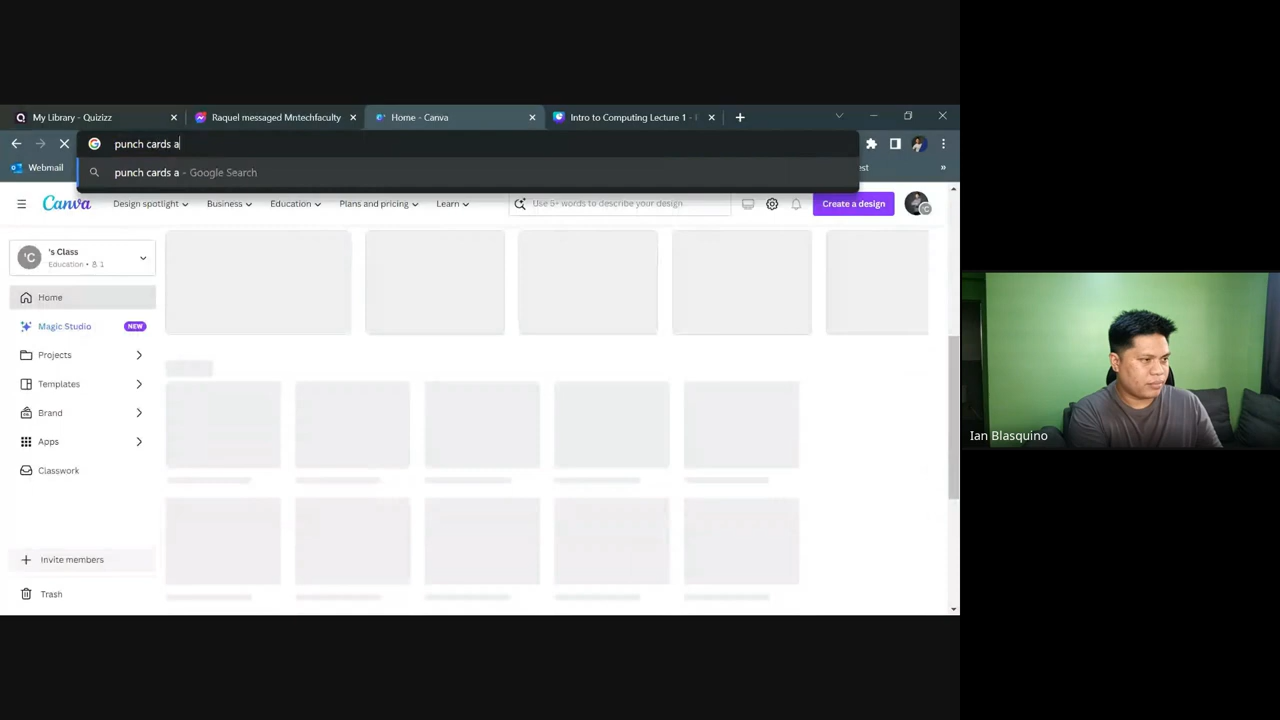 My Library - Quizizz
Raquel messaged Mntechfaculty
Home - Canva
Intro to Computing Lecture 1 -
punch cards a
Webmail
punch cards a - Google Search
Canva
Design spotlight
Business
Education
Plans and pricing
Learn
Use 5+ words to describe your design
Create a design
'C
's Class
Education • 1
Home
Magic Studio
NEW
Projects
Templates
Brand
Apps
Classwork
Invite members
Trash
Ian Blasquino